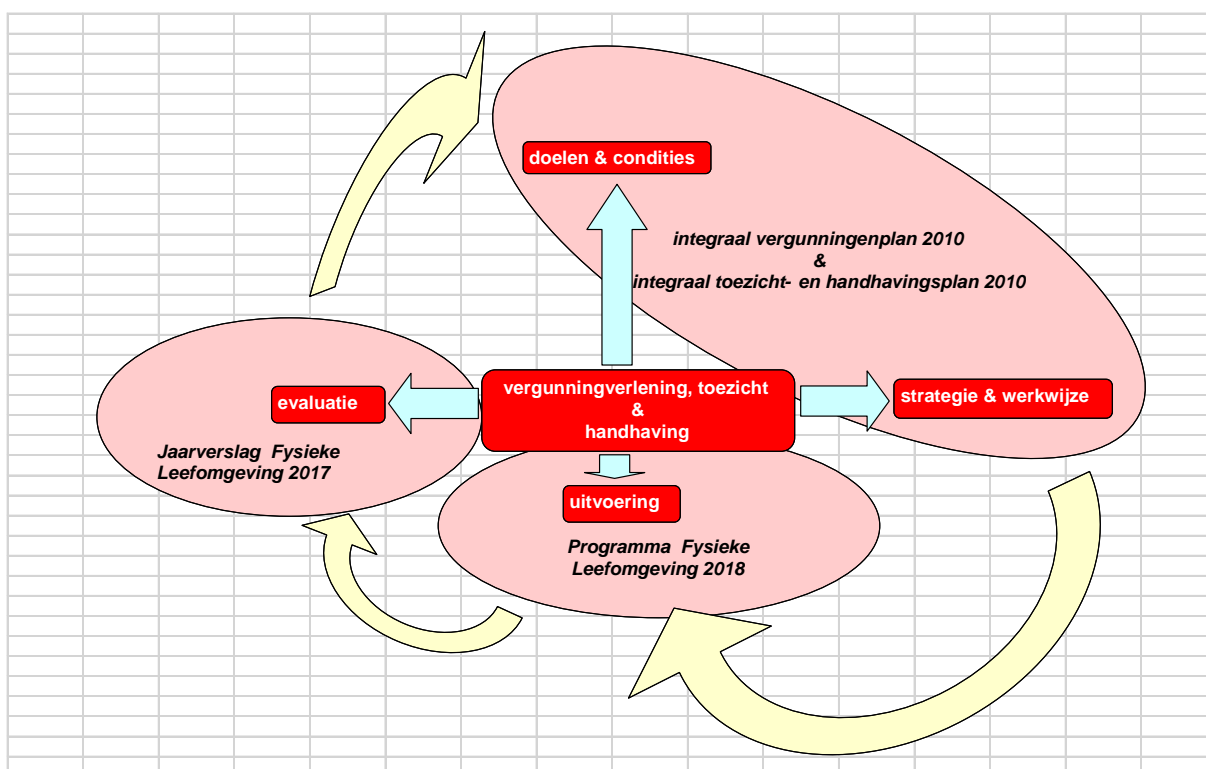 doelen & condities
integraal vergunningenplan 2010
&
integraal toezicht- en handhavingsplan 2010
vergunningverlening, toezicht
&
handhaving
strategie & werkwijze
evaluatie
Jaarverslag Fysieke
Leefomgeving 2017
uitvoering
Programma Fysieke
Leefomgeving 2018